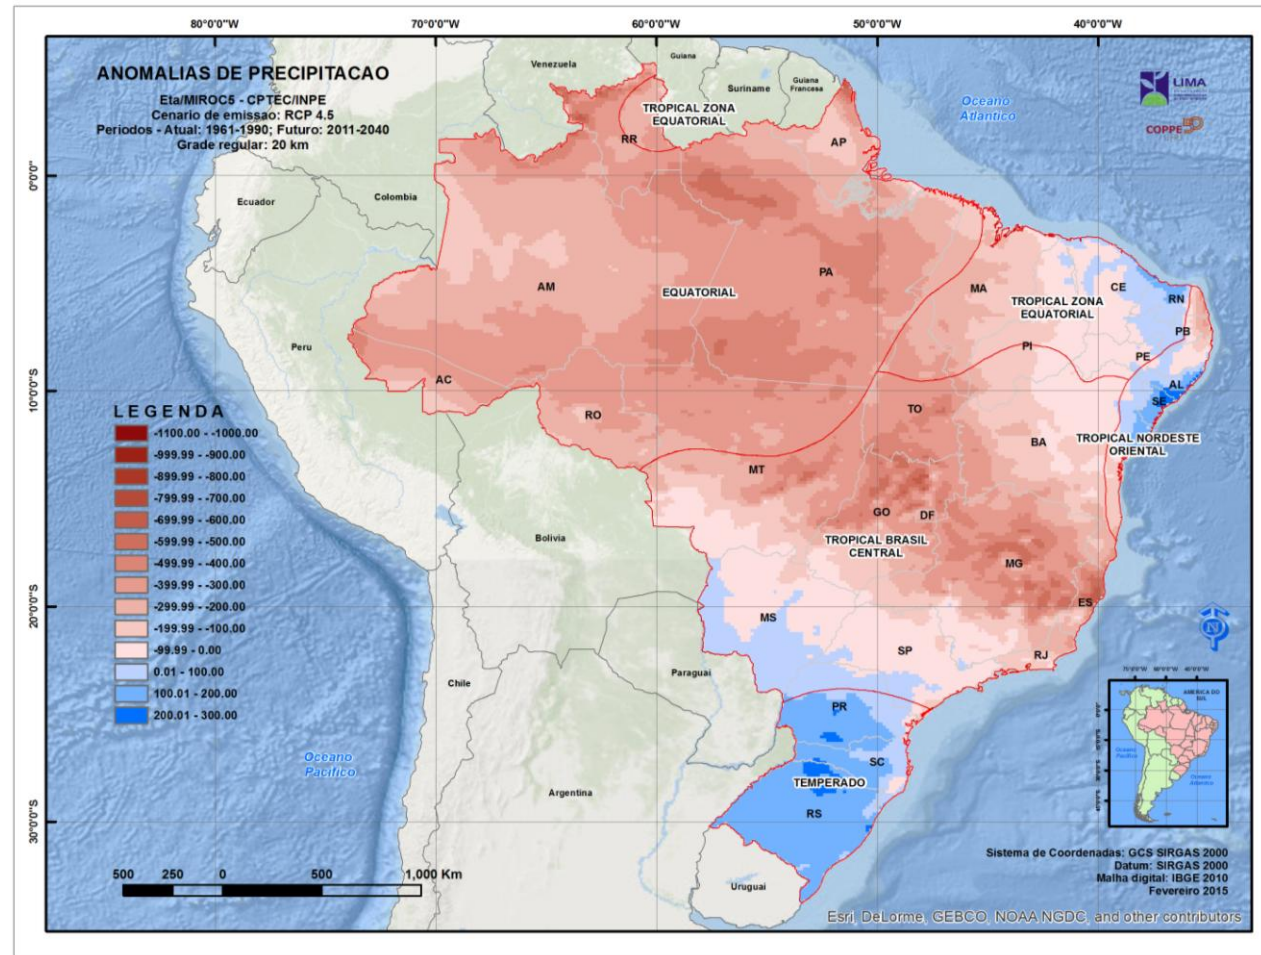 80°0'0"W
70°0'0"W
60°0'0"W
50°0'0"W
40°0'0"W
ANOMALIAS DE PRECIPITACAO
Eta/MIROC5 - CPTEC/INPE
Cenario de emissao: RCP 4.5
Periodos - Atual: 1961-1990; Futuro: 2011-2040
Grade regular: 20 km
Venezuela
Guiana
Suriname
Guiana
Francesa
Oceano
Atlantico
LIMA
COPPE
TROPICAL ZONA
EQUATORIAL
RR
AP
0°0'0"
Ecuador
Colombia
AM
EQUATORIAL
PA
MA
TROPICAL ZONA
EQUATORIAL
CE
RN
PB
PI
PE
Peru
AC
AL
SE
10°0'0"S
RO
TO
BA
TROPICAL NORDESTE
ORIENTAL
MT
GO
DF
TROPICAL BRASIL
CENTRAL
MG
ES
Bolivia
LEGENDA
-1100.00 - -1000.00
-999.99 - -900.00
-899.99 - -800.00
-799.99 - -700.00
-699.99 - -600.00
-599.99 - -500.00
-499.99 - -400.00
-399.99 - -300.00
-299.99 - -200.00
-199.99 - -100.00
-99.99 - 0.00
0.01 - 100.00
100.01 - 200.00
200.01 - 300.00
20°0'0"S
MS
SP
RJ
N
Paraguai
Chile
PR
SC
TEMPERADO
RS
Oceano
Pacifico
Argentina
30°0'0"S
Uruguai
AMERICA DO
SUL
Oceano
Pacifico
Oceano
Atlantico
500 250 0 500 1,000 Km
Sistema de Coordenadas: GCS SIRGAS 2000
Datum: SIRGAS 2000
Malha digital: IBGE 2010
Fevereiro 2015
Esri, DeLorme, GEBCO, NOAA NGDC, and other contributors